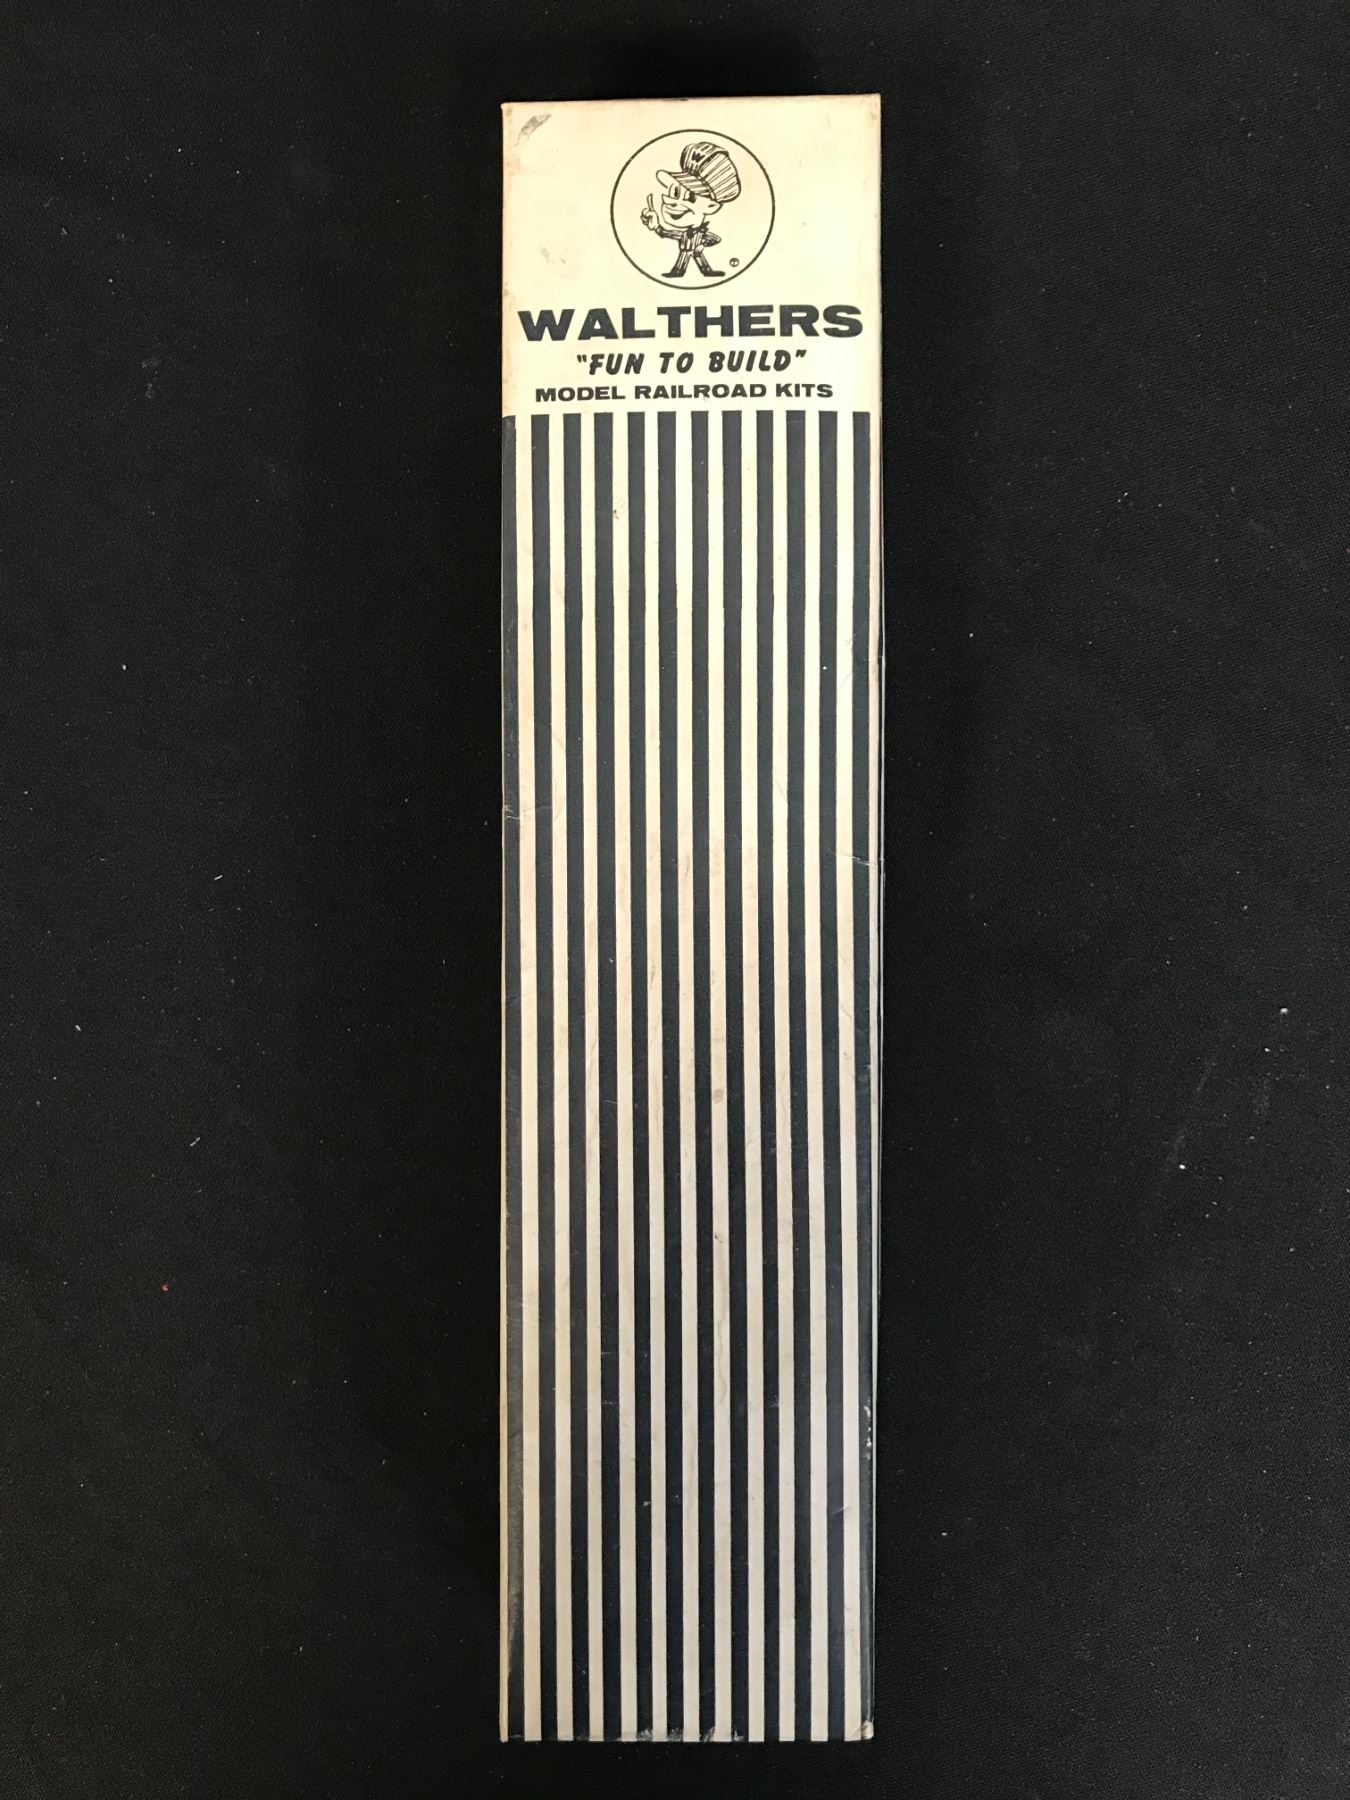 WALTHERS
"FUN TO BUILD"
MODEL RAILROAD KITS